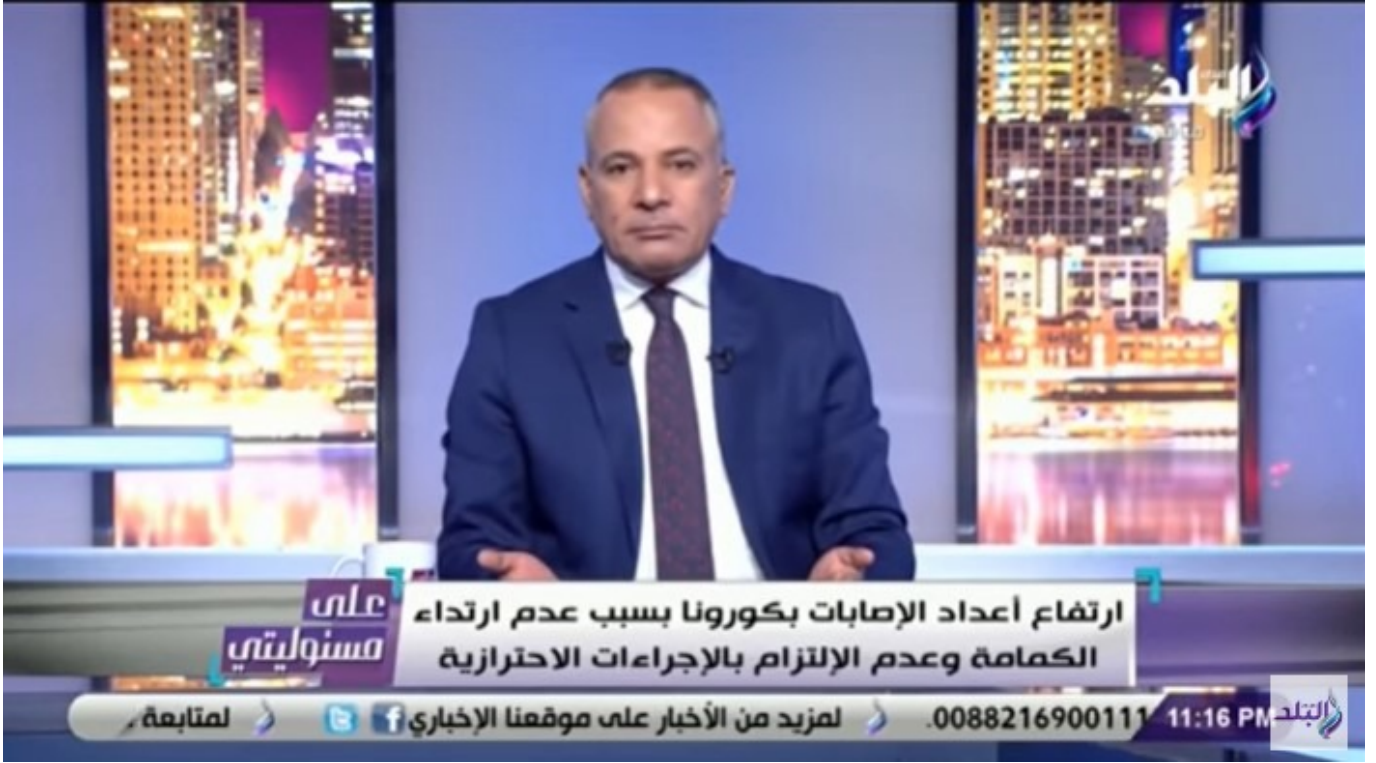 البلد
ارتفاع أعداد الإصابات بكورونا بسبب عدم ارتداء
الكمامة وعدم الإلتزام بالإجراءات الاحترازية
على
مسئوليتي
11:16 PM
0088216900111.
لمزيد من الأخبار على موقعنا الإخباري
لمتابعة
البلد